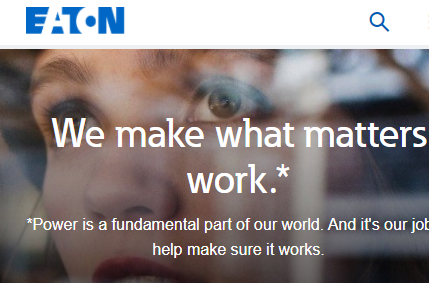 EATON
We make what matters
work.*
*Power is a fundamental part of our world. And it's our job
help make sure it works.